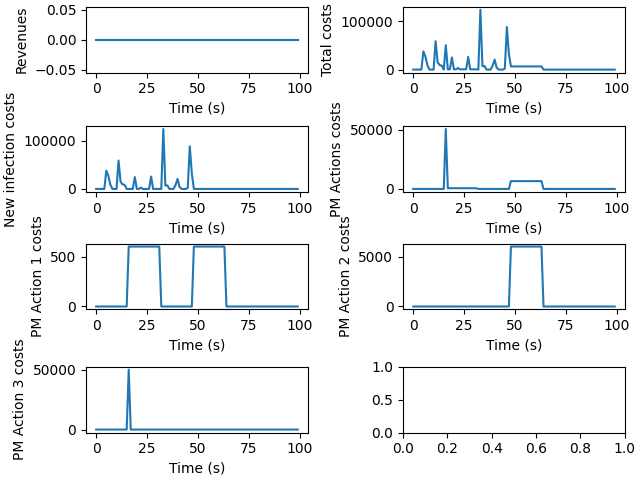 Revenues
0.05
0.00
−0.05
0 25 50 75 100
Time (s)
Total costs
100000
0
0 25 50 75 100
Time (s)
New infection costs
100000
0
0 25 50 75 100
Time (s)
PM Actions costs
50000
0
0 25 50 75 100
Time (s)
PM Action 1 costs
500
0
0 25 50 75 100
Time (s)
PM Action 2 costs
5000
0
0 25 50 75 100
Time (s)
PM Action 3 costs
50000
0
0 25 50 75 100
Time (s)
1.0
0.5
0.0
0.0 0.2 0.4 0.6 0.8 1.0